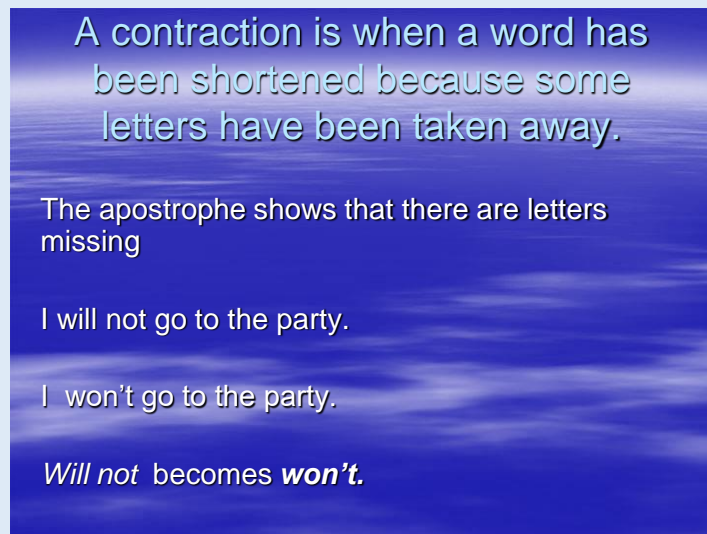 A contraction is when a word has
been shortened because some
letters have been taken away.
The apostrophe shows that there are letters
missing
I will not go to the party.
I  won’t go to the party.
Will not  becomes won’t.